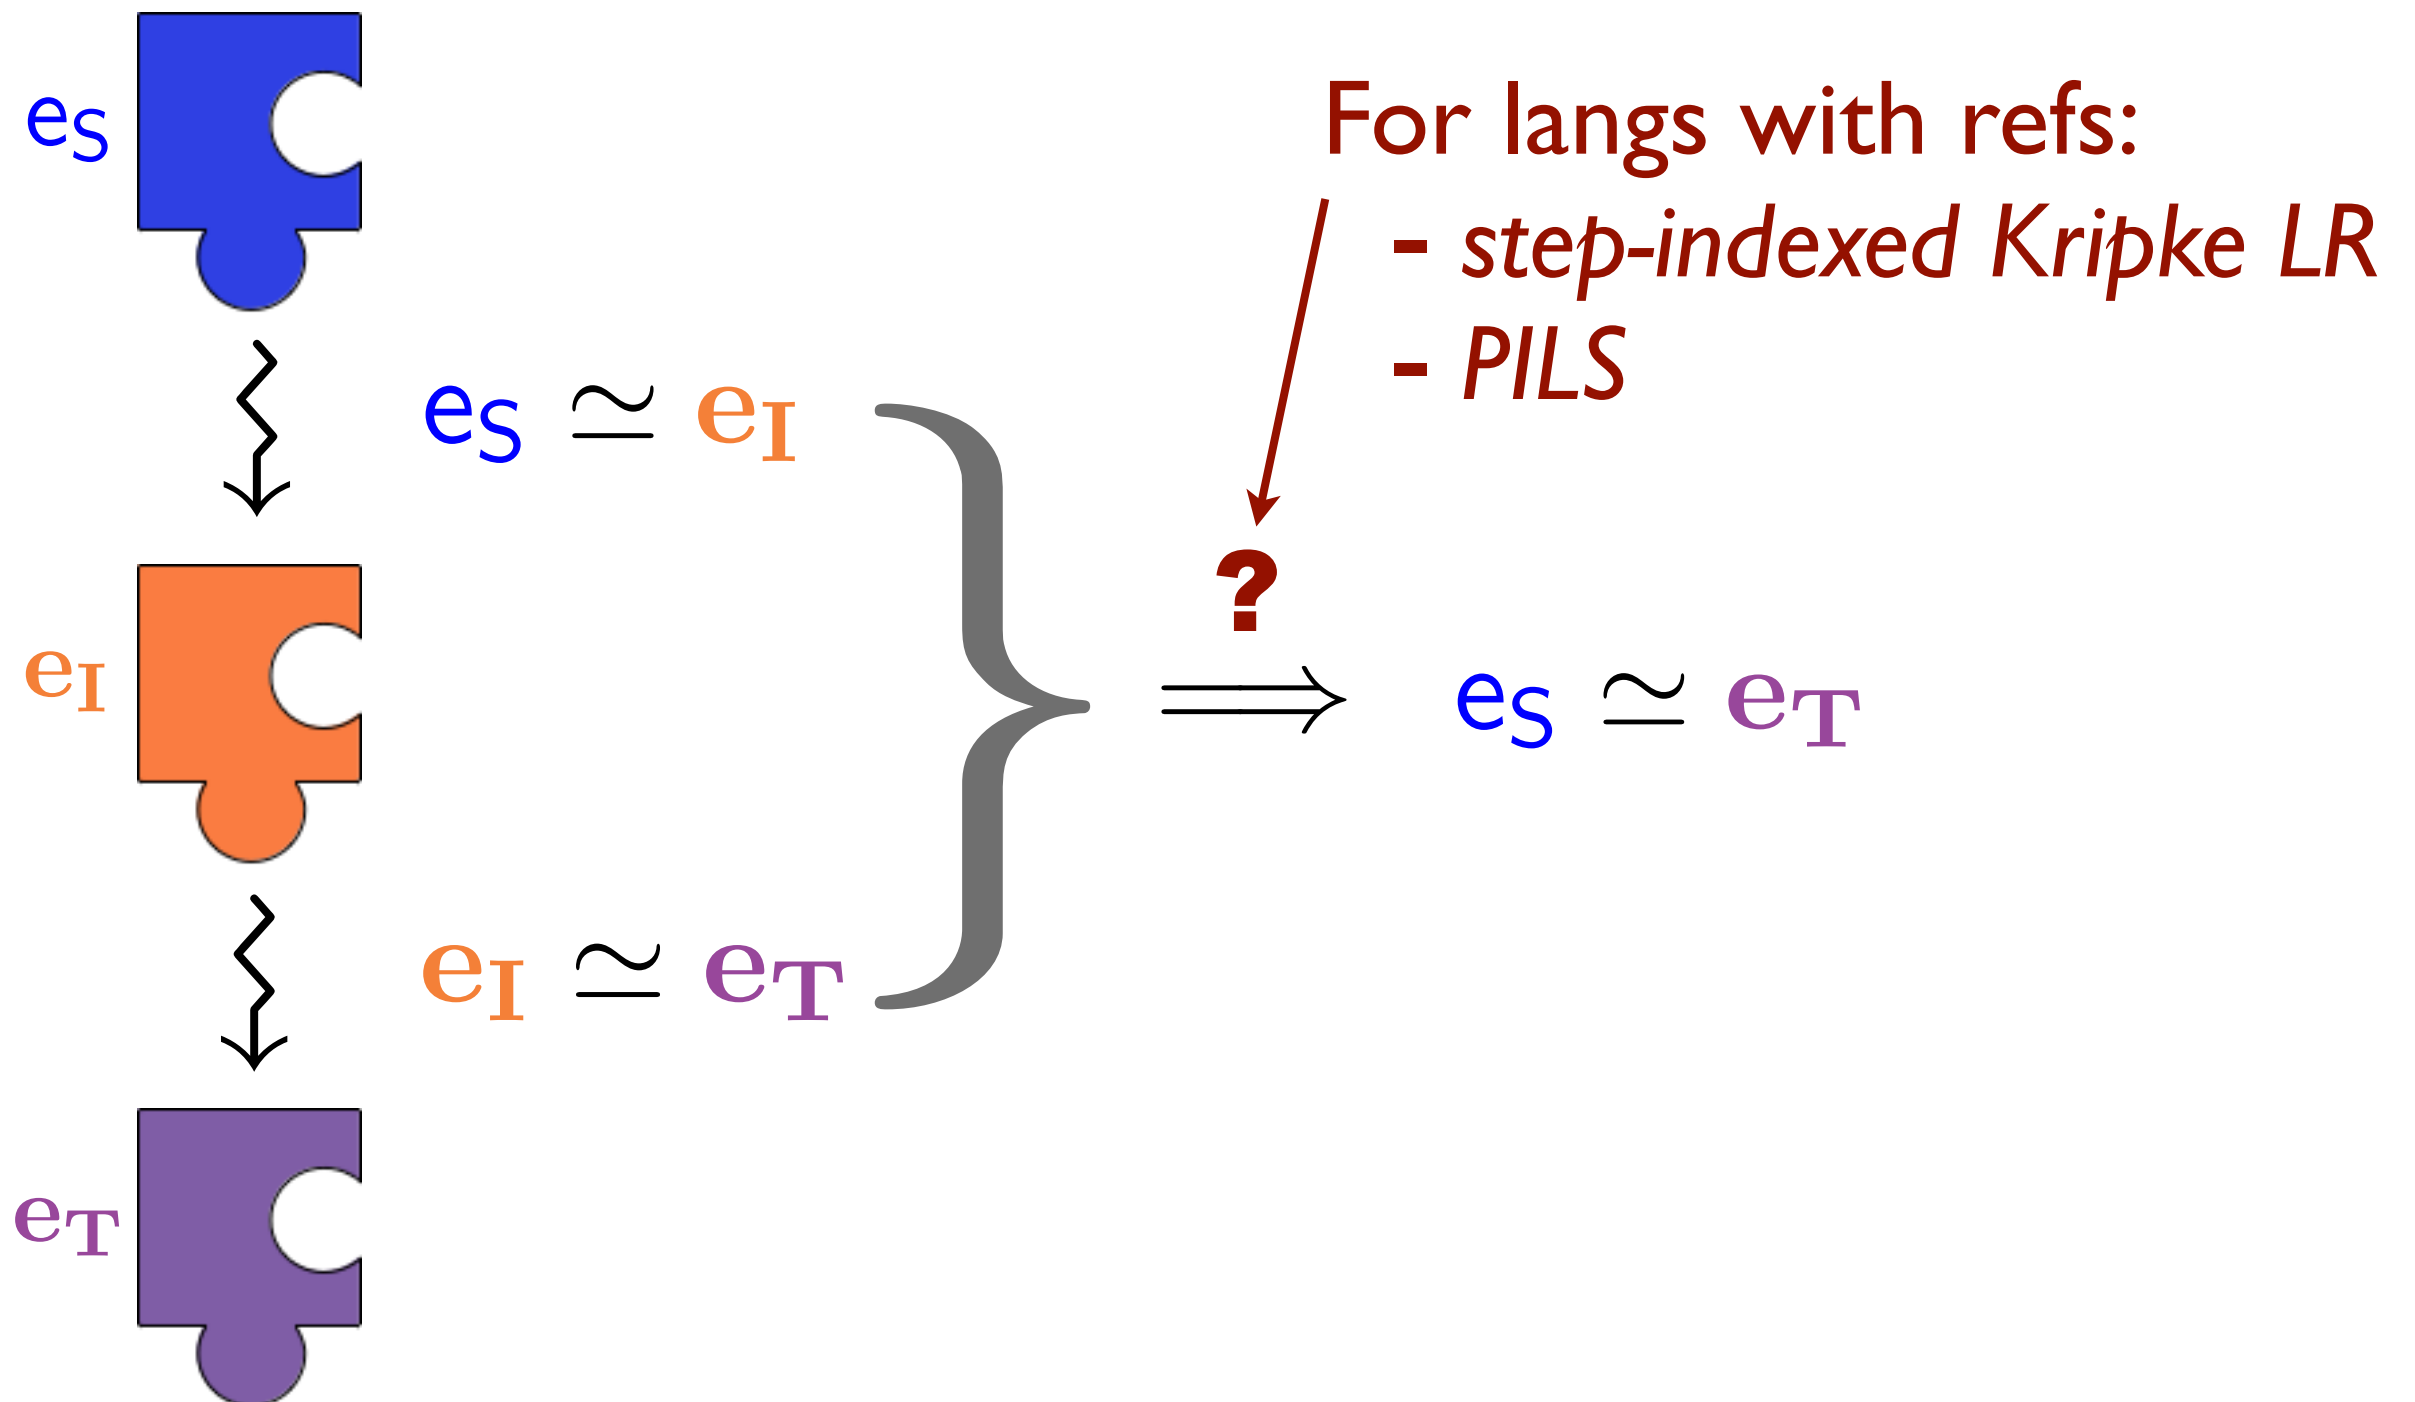 eS
For langs with refs:
- step-indexed Kripke LR
- PILS
eS ≃ eI
?
eI
⟹ eS ≃ eT
eI ≃ eT
eT